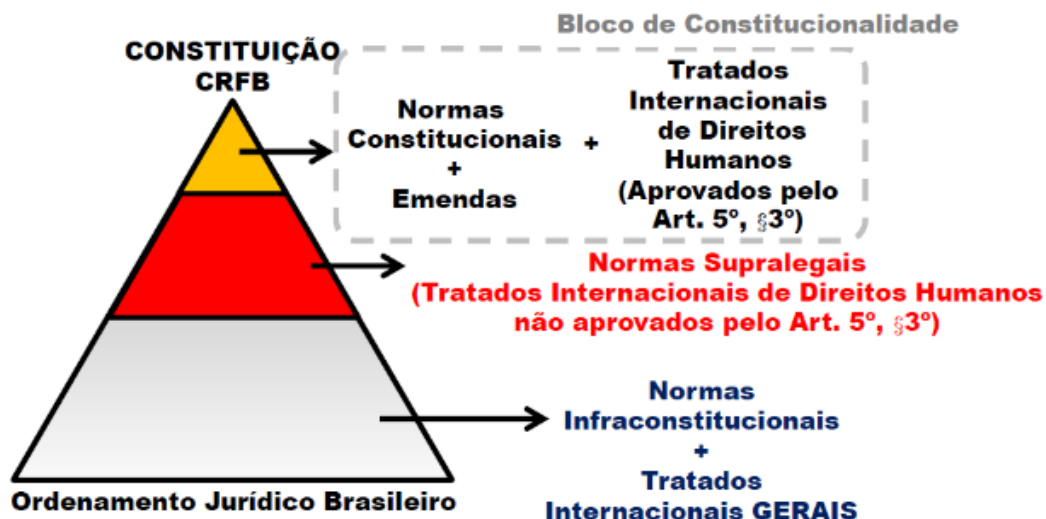 Bloco de Constitucionalidade
CONSTITUIÇÃO
CRFB
Normas
Constitucionais
+
Emendas
+
Tratados
Internacionais
de Direitos
Humanos
(Aprovados pelo
Art. 5º, §3º)
Normas Supralegais
(Tratados Internacionais de Direitos Humanos
não aprovados pelo Art. 5º, §3º)
Normas
Infraconstitucionais
+
Tratados
Internacionais GERAIS
Ordenamento Jurídico Brasileiro